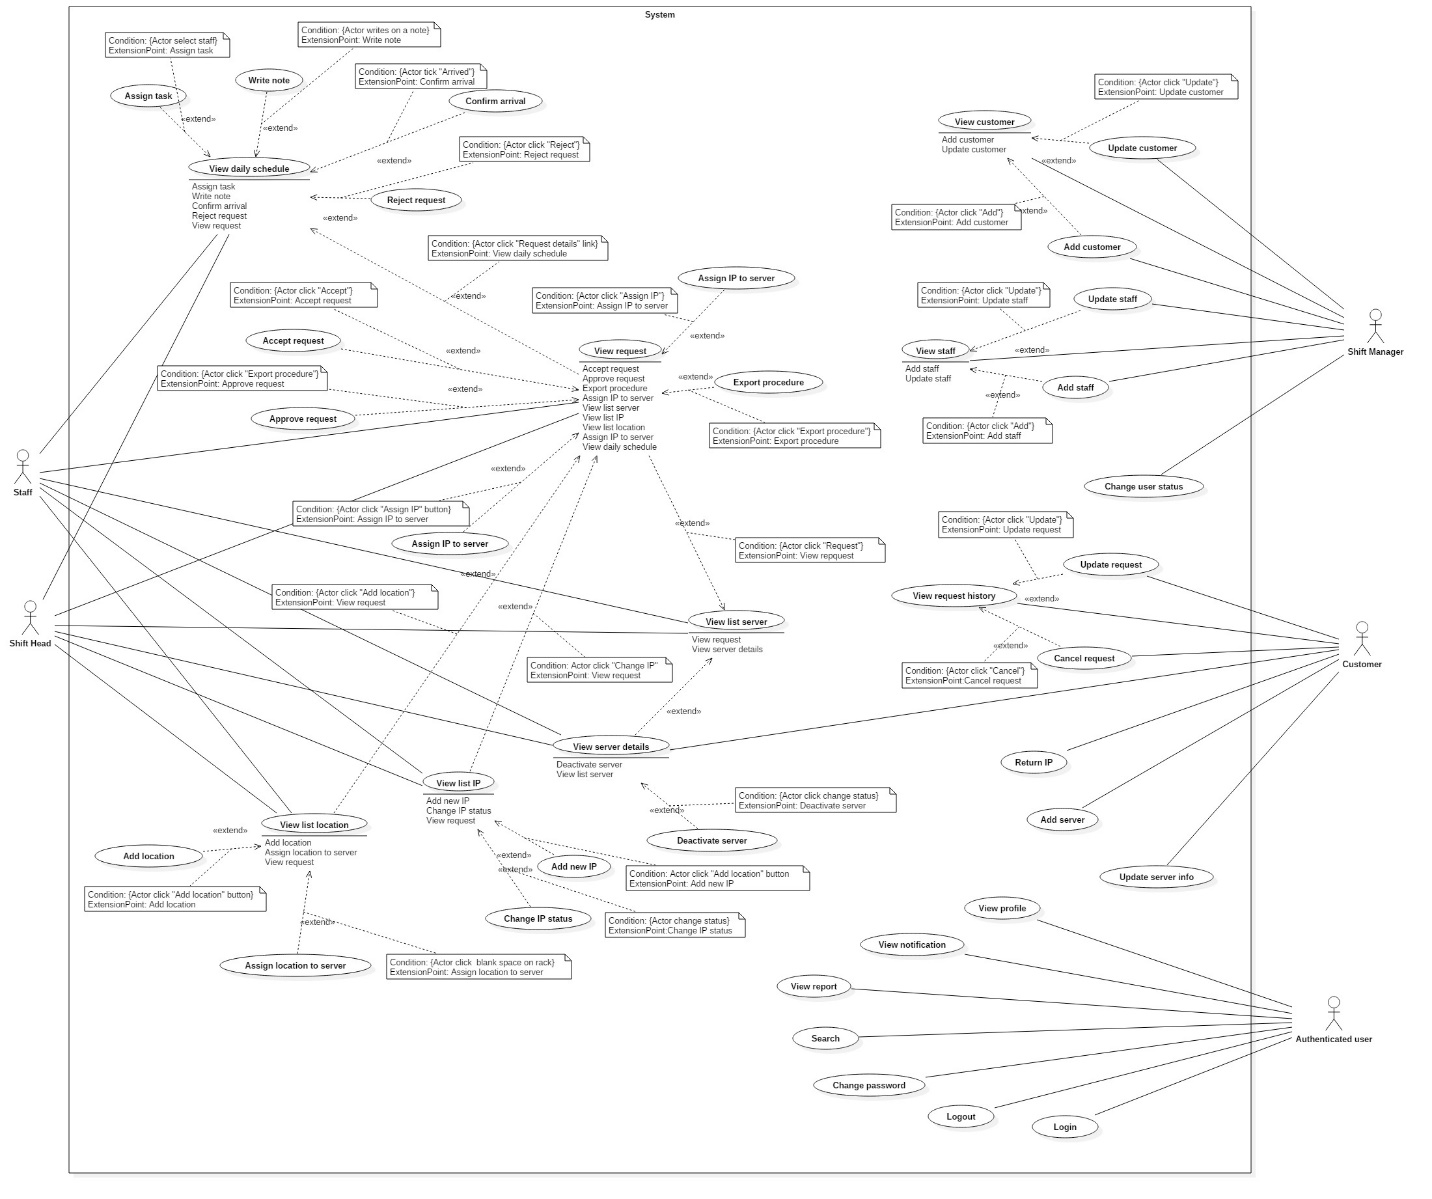 System
Condition: {Actor select staff}
ExtensionPoint: Assign task
Condition: {Actor writes on a note}
ExtensionPoint: Write note
Condition: {Actor tick "Arrived"}
ExtensionPoint: Confirm arrival
Assign task
Write note
Confirm arrival
«extend»
«extend»
«extend»
Condition: {Actor click "Reject"}
ExtensionPoint: Reject request
View daily schedule
Assign task
Write note
Confirm arrival
Reject request
View request
Reject request
«extend»
Condition: {Actor click "Request details" link}
ExtensionPoint: View daily schedule
«extend»
Condition: {Actor click "Accept"}
ExtensionPoint: Accept request
Accept request
«extend»
Condition: {Actor click "Export procedure"}
ExtensionPoint: Approve request
«extend»
Approve request
Assign IP to server
Condition: {Actor click "Assign IP"}
ExtensionPoint: Assign IP to server
«extend»
View request
Accept request
Approve request
Export procedure
Assign IP to server
View list server
View list IP
View list location
Assign IP to server
View daily schedule
«extend»
Export procedure
Condition: {Actor click "Export procedure"}
ExtensionPoint: Export procedure
Staff
«extend»
Condition: {Actor click "Assign IP" button}
ExtensionPoint: Assign IP to server
Assign IP to server
«extend»
«extend»
Condition: {Actor click "Request"}
ExtensionPoint: View repquest
Condition: {Actor click "Add location"}
ExtensionPoint: View request
«extend»
Shift Head
View list server
View request
View server details
Condition: Actor click "Change IP"
ExtensionPoint: View request
«extend»
View server details
Deactivate server
View list server
Condition: {Actor click change status}
ExtensionPoint: Deactivate server
«extend»
Deactivate server
View list IP
Add new IP
Change IP status
View request
«extend»
«extend»
Add new IP
Condition: Actor click "Add location" button
ExtensionPoint: Add new IP
Change IP status
Condition: {Actor change status}
ExtensionPoint:Change IP status
View list location
Add location
Assign location to server
View request
«extend»
Add location
Condition: {Actor click "Add location" button}
ExtensionPoint: Add location
«extend»
Assign location to server
Condition: {Actor click  blank space on rack}
ExtensionPoint: Assign location to server
Condition: {Actor click "Update"}
ExtensionPoint: Update customer
View customer
Add customer
Update customer
Update customer
«extend»
Condition: {Actor click "Add"}
ExtensionPoint: Add customer
extend»
Add customer
Condition: {Actor click "Update"}
ExtensionPoint: Update staff
Update staff
«extend»
View staff
Add staff
Update staff
Add staff
«extend»
Condition: {Actor click "Add"}
ExtensionPoint: Add staff
Shift Manager
Change user status
Condition: {Actor click "Update"}
ExtensionPoint: Update request
Update request
View request history
«extend»
«extend»
Cancel request
Condition: {Actor click "Cancel"}
ExtensionPoint:Cancel request
Customer
Return IP
Add server
Update server info
View profile
View notification
View report
Search
Change password
Logout
Login
Authenticated user